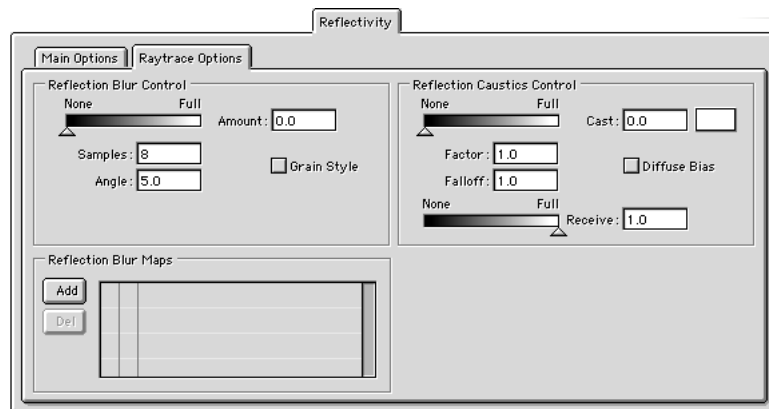 Reflectivity
Main Options
Raytrace Options
Reflection Blur Control
None Full
Amount: 0.0
Samples: 8
Grain Style
Angle: 5.0
Reflection Caustics Control
None Full
Cast: 0.0
Factor: 1.0
Diffuse Bias
Falloff: 1.0
None Full
Receive: 1.0
Reflection Blur Maps
Add
Del